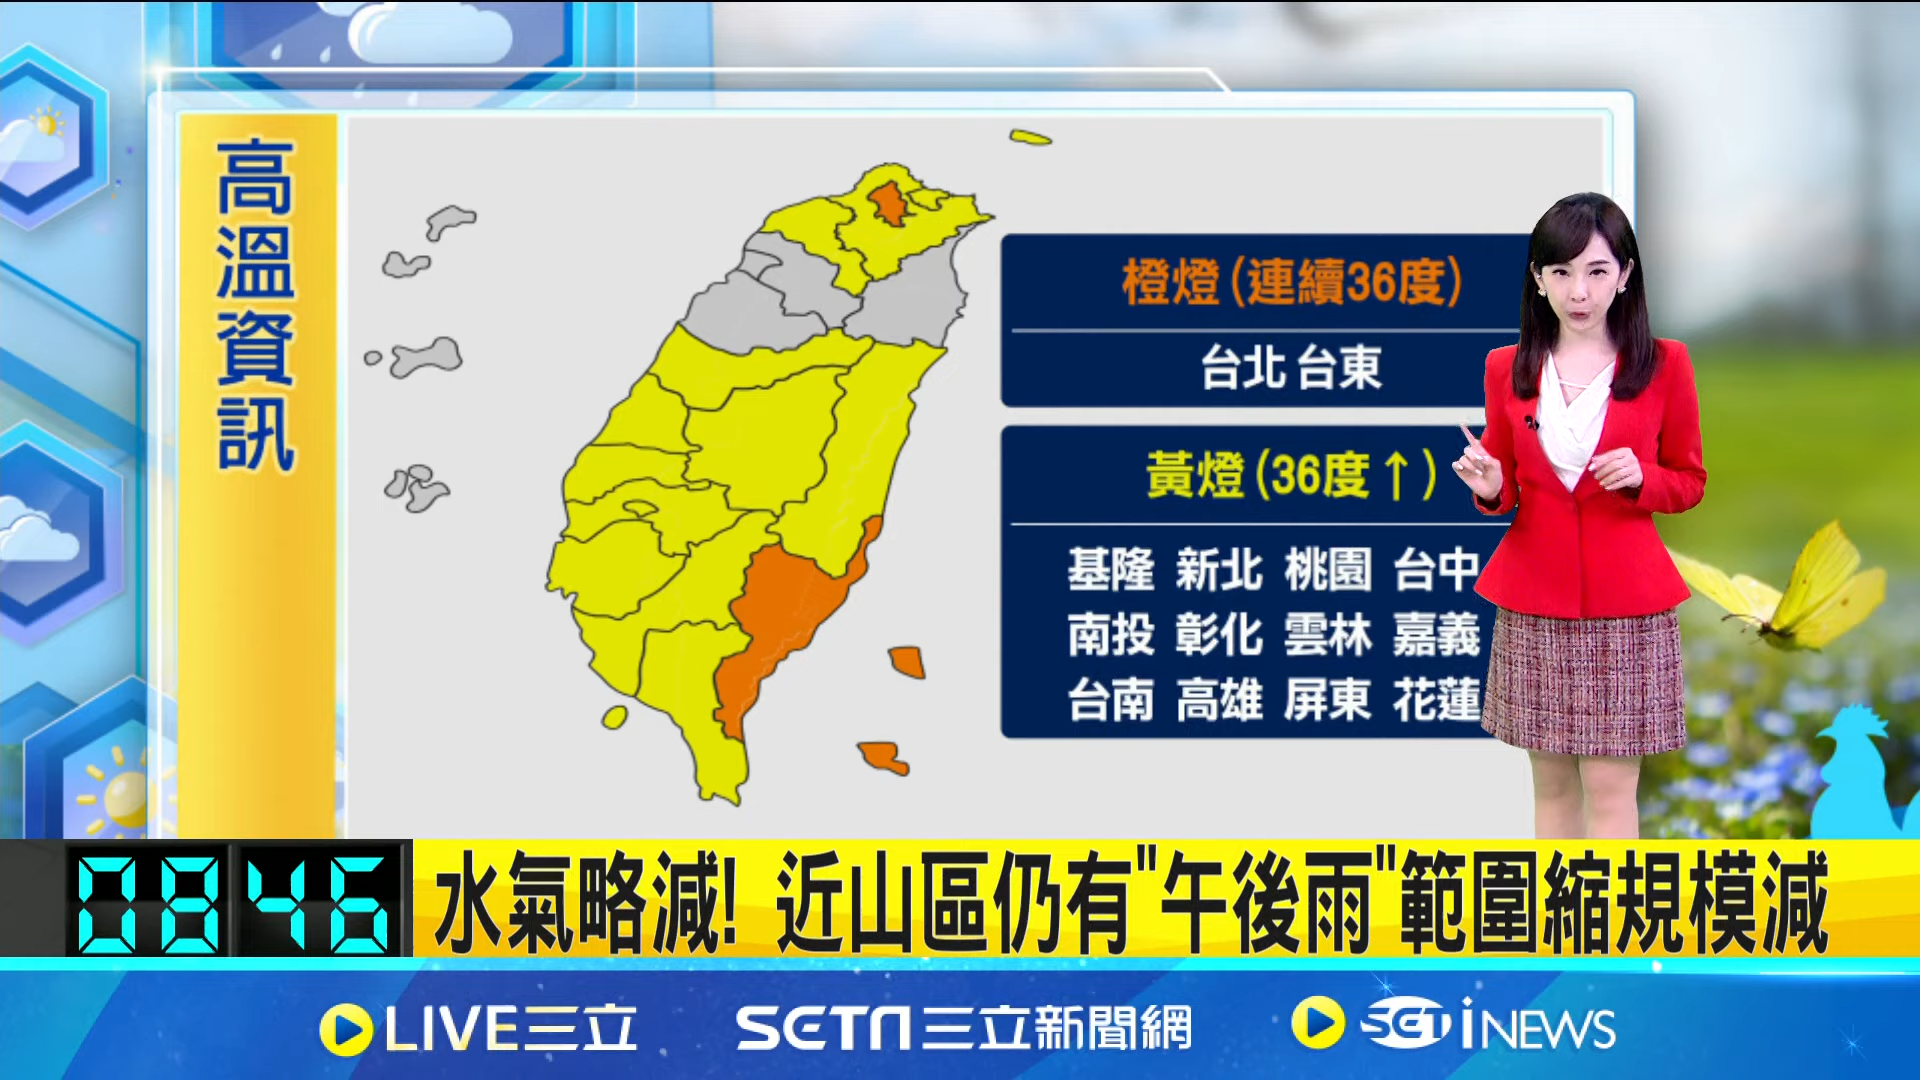 高溫資訊
橙燈(連續36度)
台北 台東
黃燈(36度↑)
基隆 新北 桃園 台中
南投 彰化 雲林 嘉義
台南 高雄 屏東 花蓮
0846
水氣略減! 近山區仍有"午後雨"範圍縮規模減
LIVE三立
SETN三立新聞網
SET iNEWS